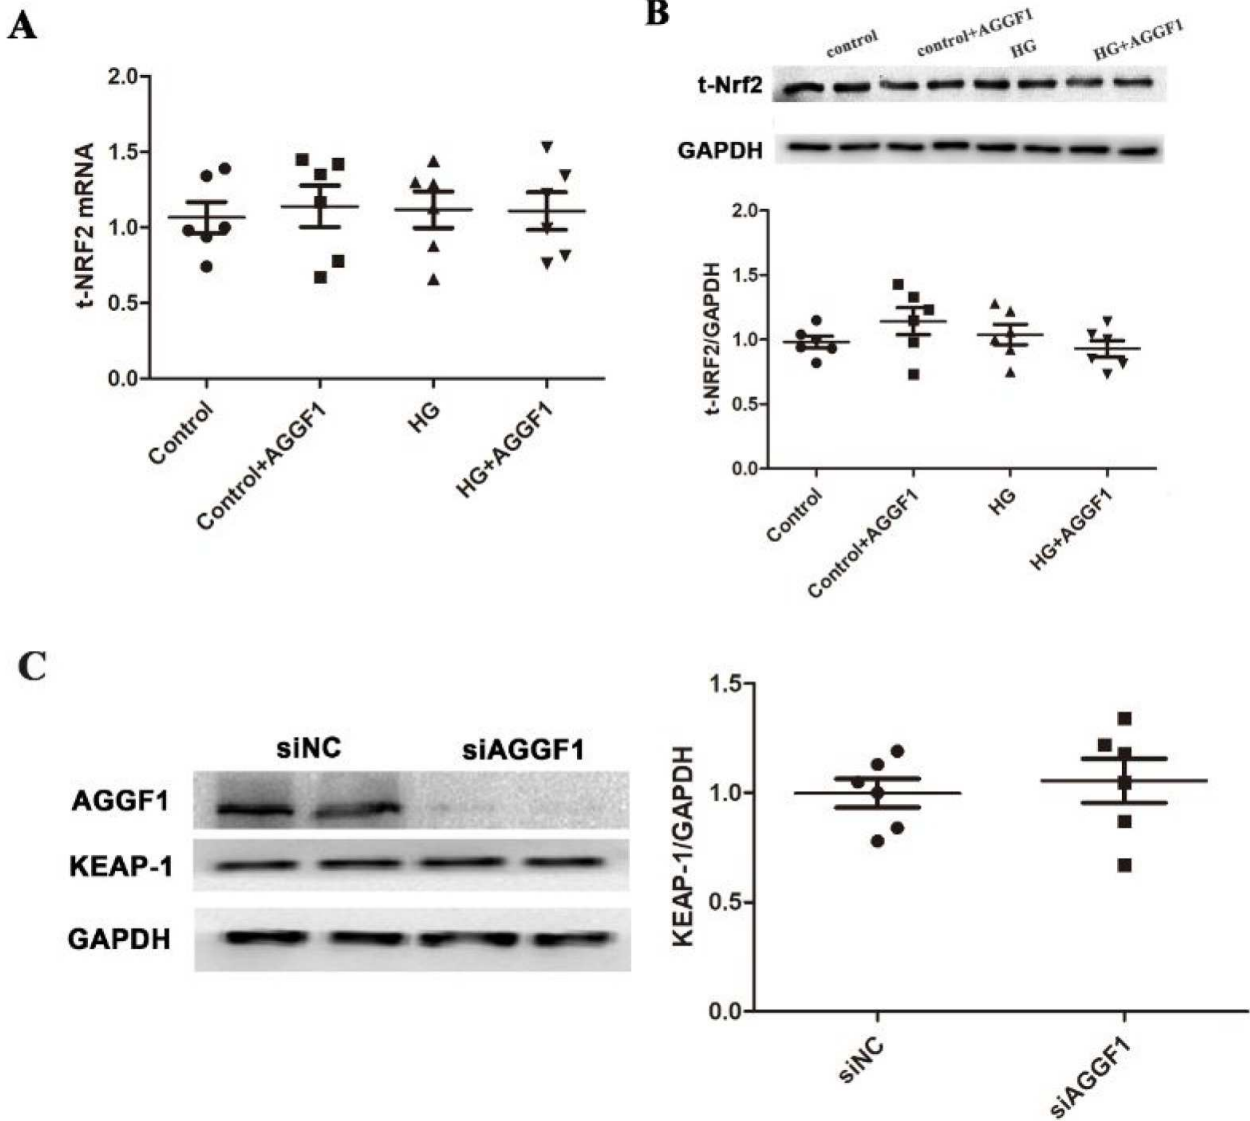 A
t-NRF2 mRNA
2.0
1.5
1.0
0.5
0.0
Control
Control+AGGF1
HG
HG+AGGF1
B
control
control+AGGF1
HG
HG+AGGF1
t-Nrf2
GAPDH
t-NRF2/GAPDH
2.0
1.5
1.0
0.5
0.0
Control
Control+AGGF1
HG
HG+AGGF1
C
siNC
siAGGF1
AGGF1
KEAP-1
GAPDH
KEAP-1/GAPDH
1.5
1.0
0.5
0.0
siNC
siAGGF1